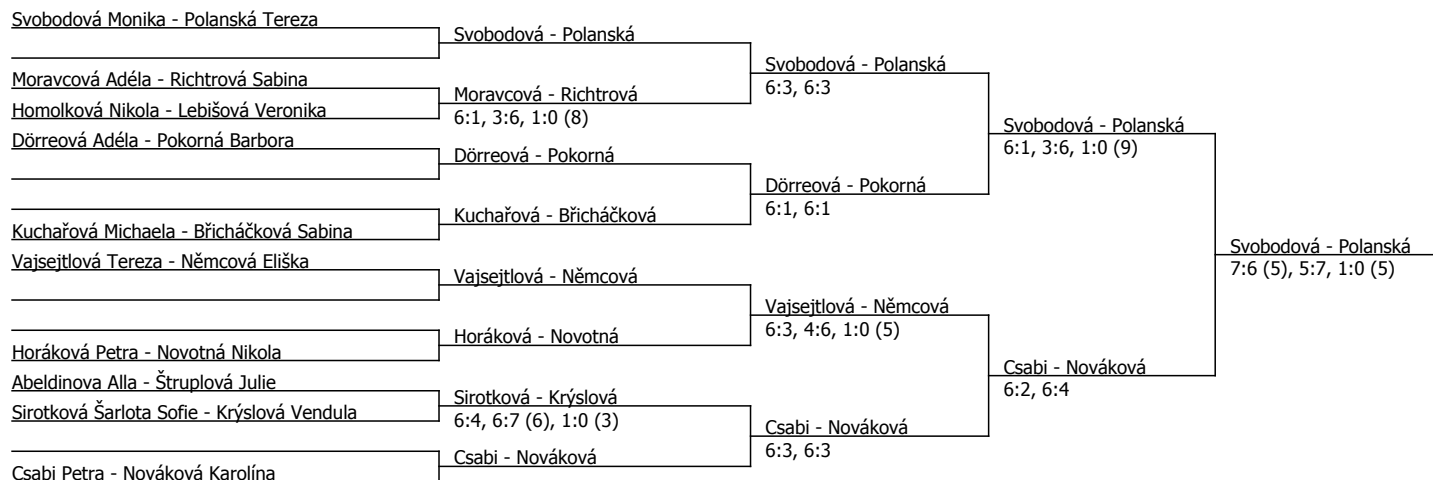 Svobodová Monika - Polanská Tereza
Moravcová Adéla - Richtrová Sabina
Homolková Nikola - Lebišová Veronika
Dörreová Adéla - Pokorná Barbora
Kuchařová Michaela - Břicháčková Sabina
Vajsejtlová Tereza - Němcová Eliška
Horáková Petra - Novotná Nikola
Abeldinova Alla - Štruplová Julie
Sirotková Šarlota Sofie - Krýslová Vendula
Csabi Petra - Nováková Karolína
Svobodová - Polanská
Moravcová - Richtrová
6:1, 3:6, 1:0 (8)
Dörreová - Pokorná
Kuchařová - Břicháčková
Vajsejtlová - Němcová
Horáková - Novotná
Sirotková - Krýslová
6:4, 6:7 (6), 1:0 (3)
Csabi - Nováková
Svobodová - Polanská
6:3, 6:3
Dörreová - Pokorná
6:1, 6:1
Vajsejtlová - Němcová
6:3, 4:6, 1:0 (5)
Csabi - Nováková
6:3, 6:3
Svobodová - Polanská
6:1, 3:6, 1:0 (9)
Csabi - Nováková
6:2, 6:4
Svobodová - Polanská
7:6 (5), 5:7, 1:0 (5)